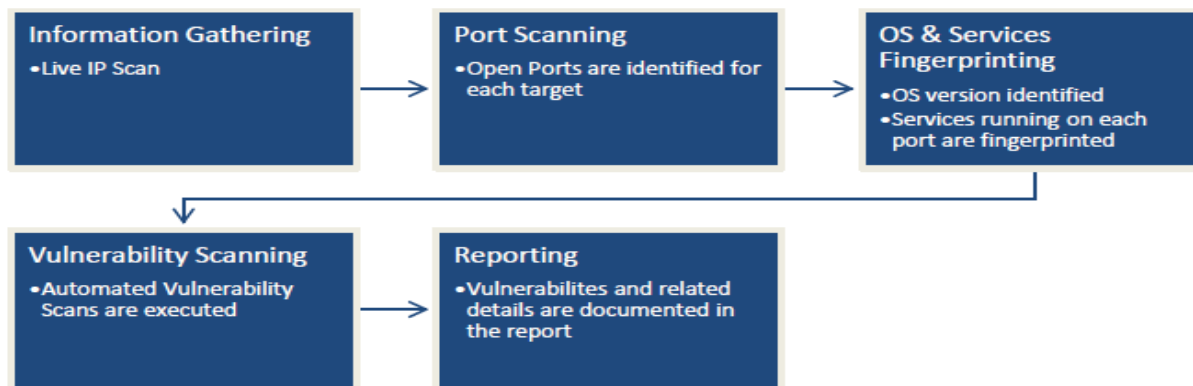 Information Gathering
•Live IP Scan
Port Scanning
•Open Ports are identified for
each target
OS & Services
Fingerprinting
•OS version identified
•Services running on each
port are fingerprinted
Vulnerability Scanning
•Automated Vulnerability
Scans are executed
Reporting
•Vulnerabilites and related
details are documented in
the report